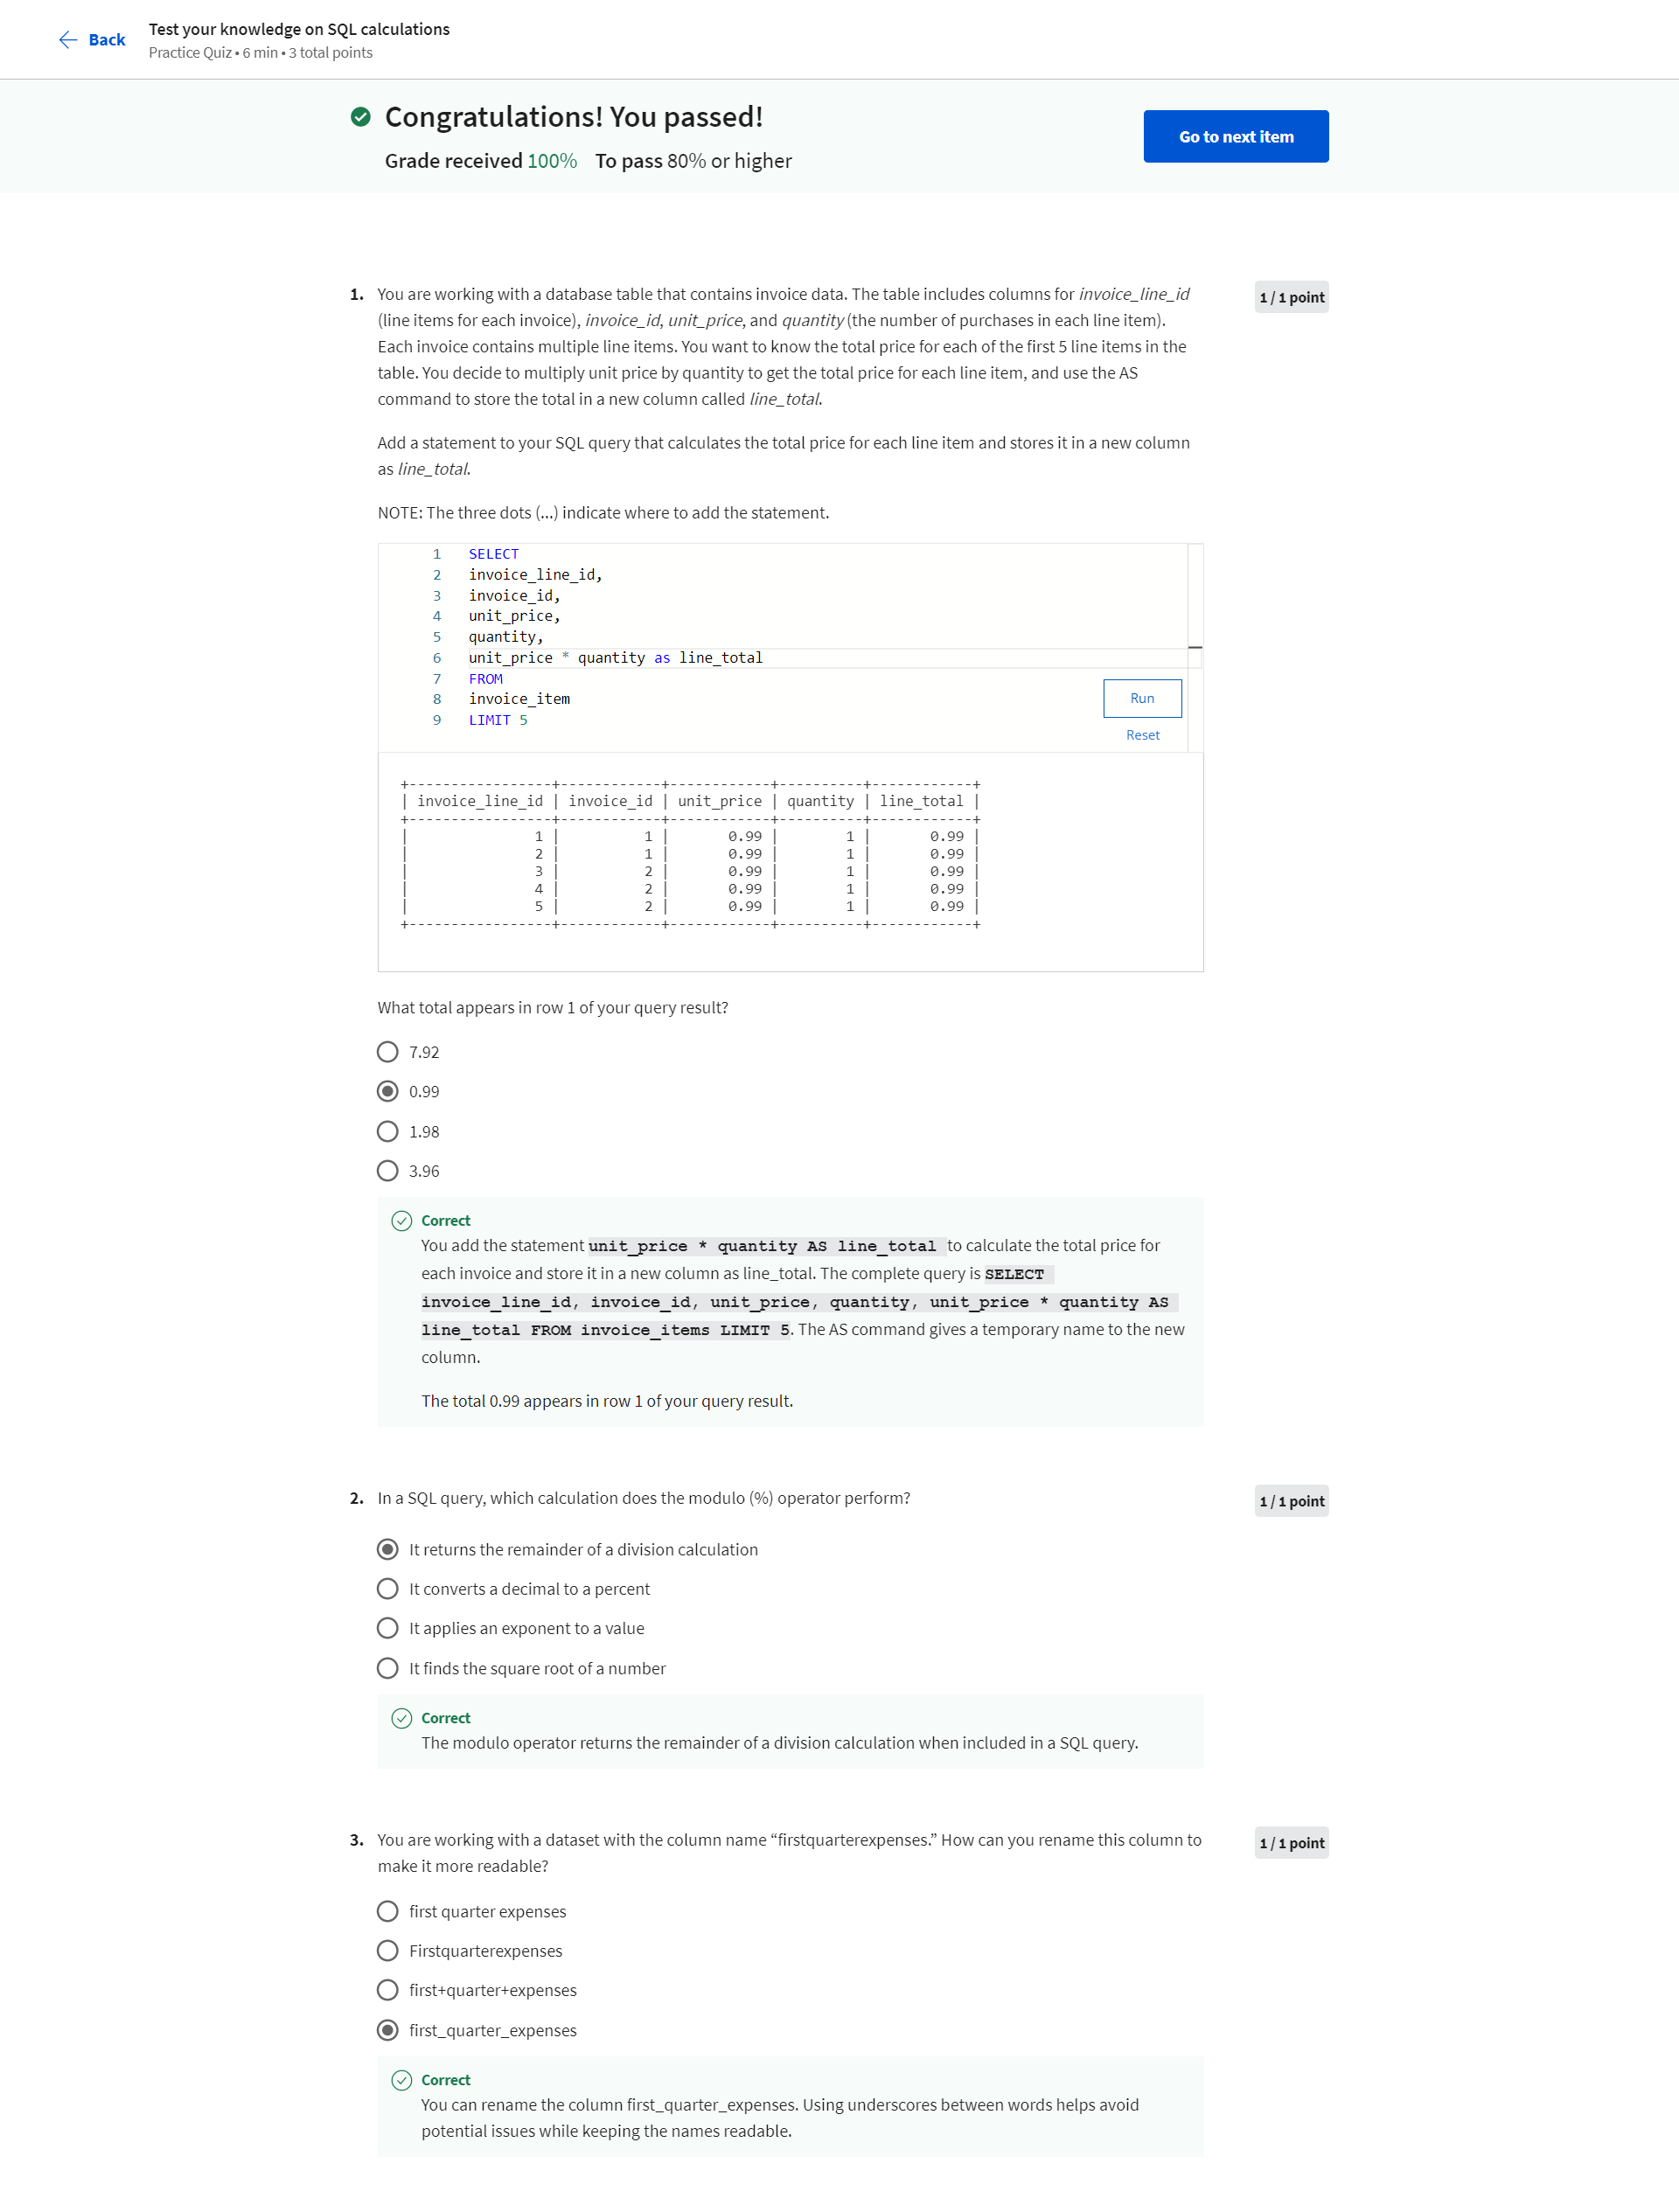 Back
Test your knowledge on SQL calculations
Practice Quiz • 6 min • 3 total points
Congratulations! You passed!
Grade received 100% To pass 80% or higher
Go to next item
1. You are working with a database table that contains invoice data. The table includes columns for invoice_line_id
(line items for each invoice), invoice_id, unit_price, and quantity (the number of purchases in each line item).
Each invoice contains multiple line items. You want to know the total price for each of the first 5 line items in the
table. You decide to multiply unit price by quantity to get the total price for each line item, and use the AS
command to store the total in a new column called line_total.
1 / 1 point
Add a statement to your SQL query that calculates the total price for each line item and stores it in a new column
as line_total.
NOTE: The three dots (...) indicate where to add the statement.
1 SELECT
2 invoice_line_id,
3 invoice_id,
4 unit_price,
5 quantity,
6 unit_price * quantity as line_total
7 FROM
8 invoice_item
9 LIMIT 5
Run
Reset
+-----------------+------------+------------+----------+------------+
| invoice_line_id | invoice_id | unit_price | quantity | line_total |
+-----------------+------------+------------+----------+------------+
| 1 | 1 | 0.99 | 1 | 0.99 |
| 2 | 1 | 0.99 | 1 | 0.99 |
| 3 | 2 | 0.99 | 1 | 0.99 |
| 4 | 2 | 0.99 | 1 | 0.99 |
| 5 | 2 | 0.99 | 1 | 0.99 |
+-----------------+------------+------------+----------+------------+
What total appears in row 1 of your query result?
7.92
0.99
1.98
3.96
Correct
You add the statement unit_price * quantity AS line_total to calculate the total price for
each invoice and store it in a new column as line_total. The complete query is SELECT
invoice_line_id, invoice_id, unit_price, quantity, unit_price * quantity AS
line_total FROM invoice_items LIMIT 5. The AS command gives a temporary name to the new
column.
The total 0.99 appears in row 1 of your query result.
2. In a SQL query, which calculation does the modulo (%) operator perform?
1 / 1 point
It returns the remainder of a division calculation
It converts a decimal to a percent
It applies an exponent to a value
It finds the square root of a number
Correct
The modulo operator returns the remainder of a division calculation when included in a SQL query.
3. You are working with a dataset with the column name “firstquarterexpenses.” How can you rename this column to
make it more readable?
1 / 1 point
first quarter expenses
Firstquarterexpenses
first+quarter+expenses
first_quarter_expenses
Correct
You can rename the column first_quarter_expenses. Using underscores between words helps avoid
potential issues while keeping the names readable.